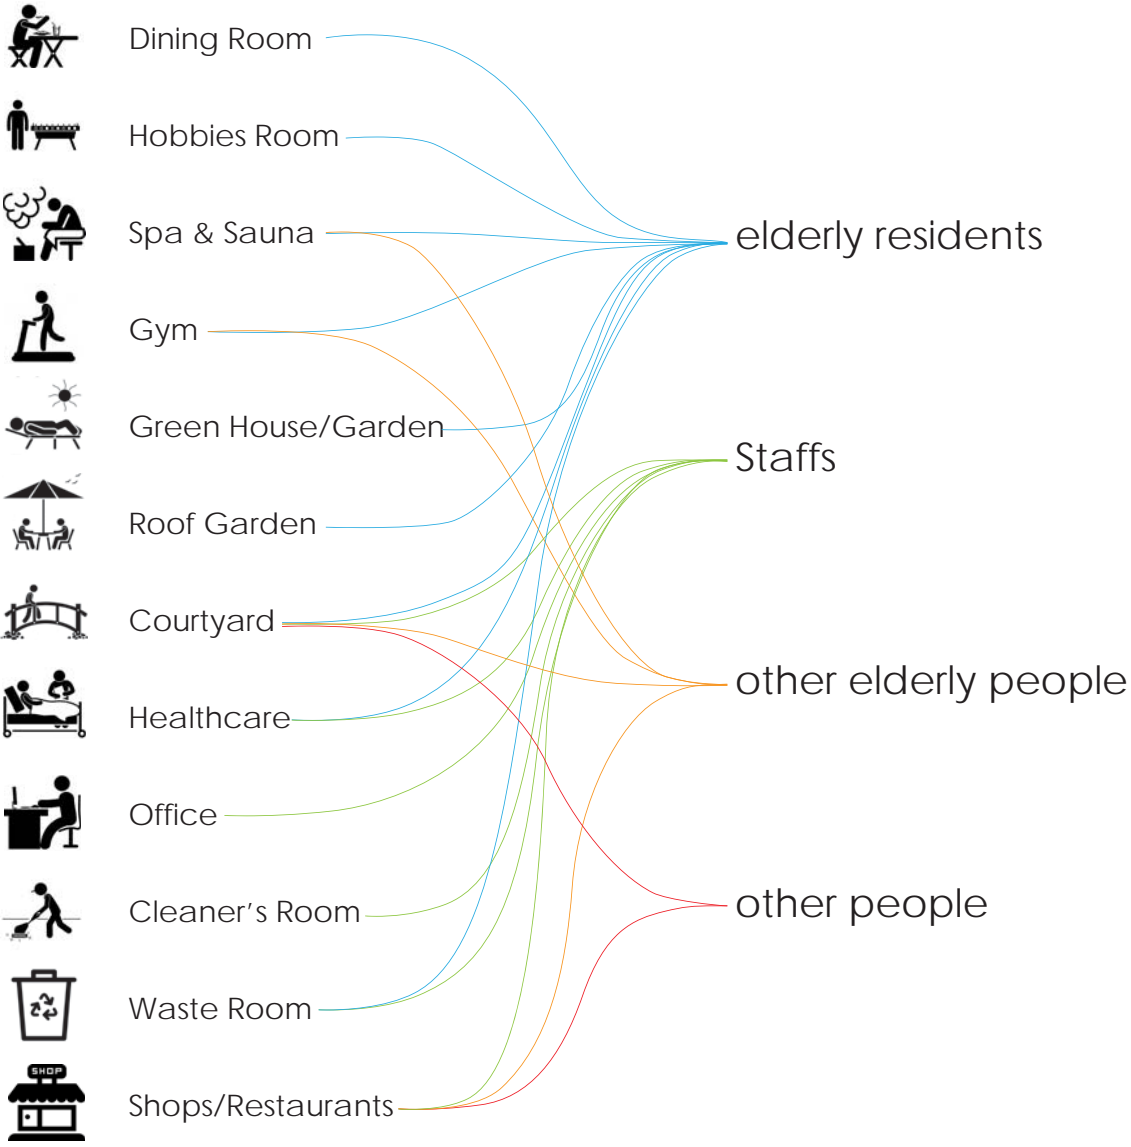 Dining Room
Hobbies Room
Spa & Sauna
elderly residents
Gym
Green House/Garden
Staffs
Roof Garden
Courtyard
other elderly people
Healthcare
Office
Cleaner's Room
other people
Waste Room
SHOP
Shops/Restaurants